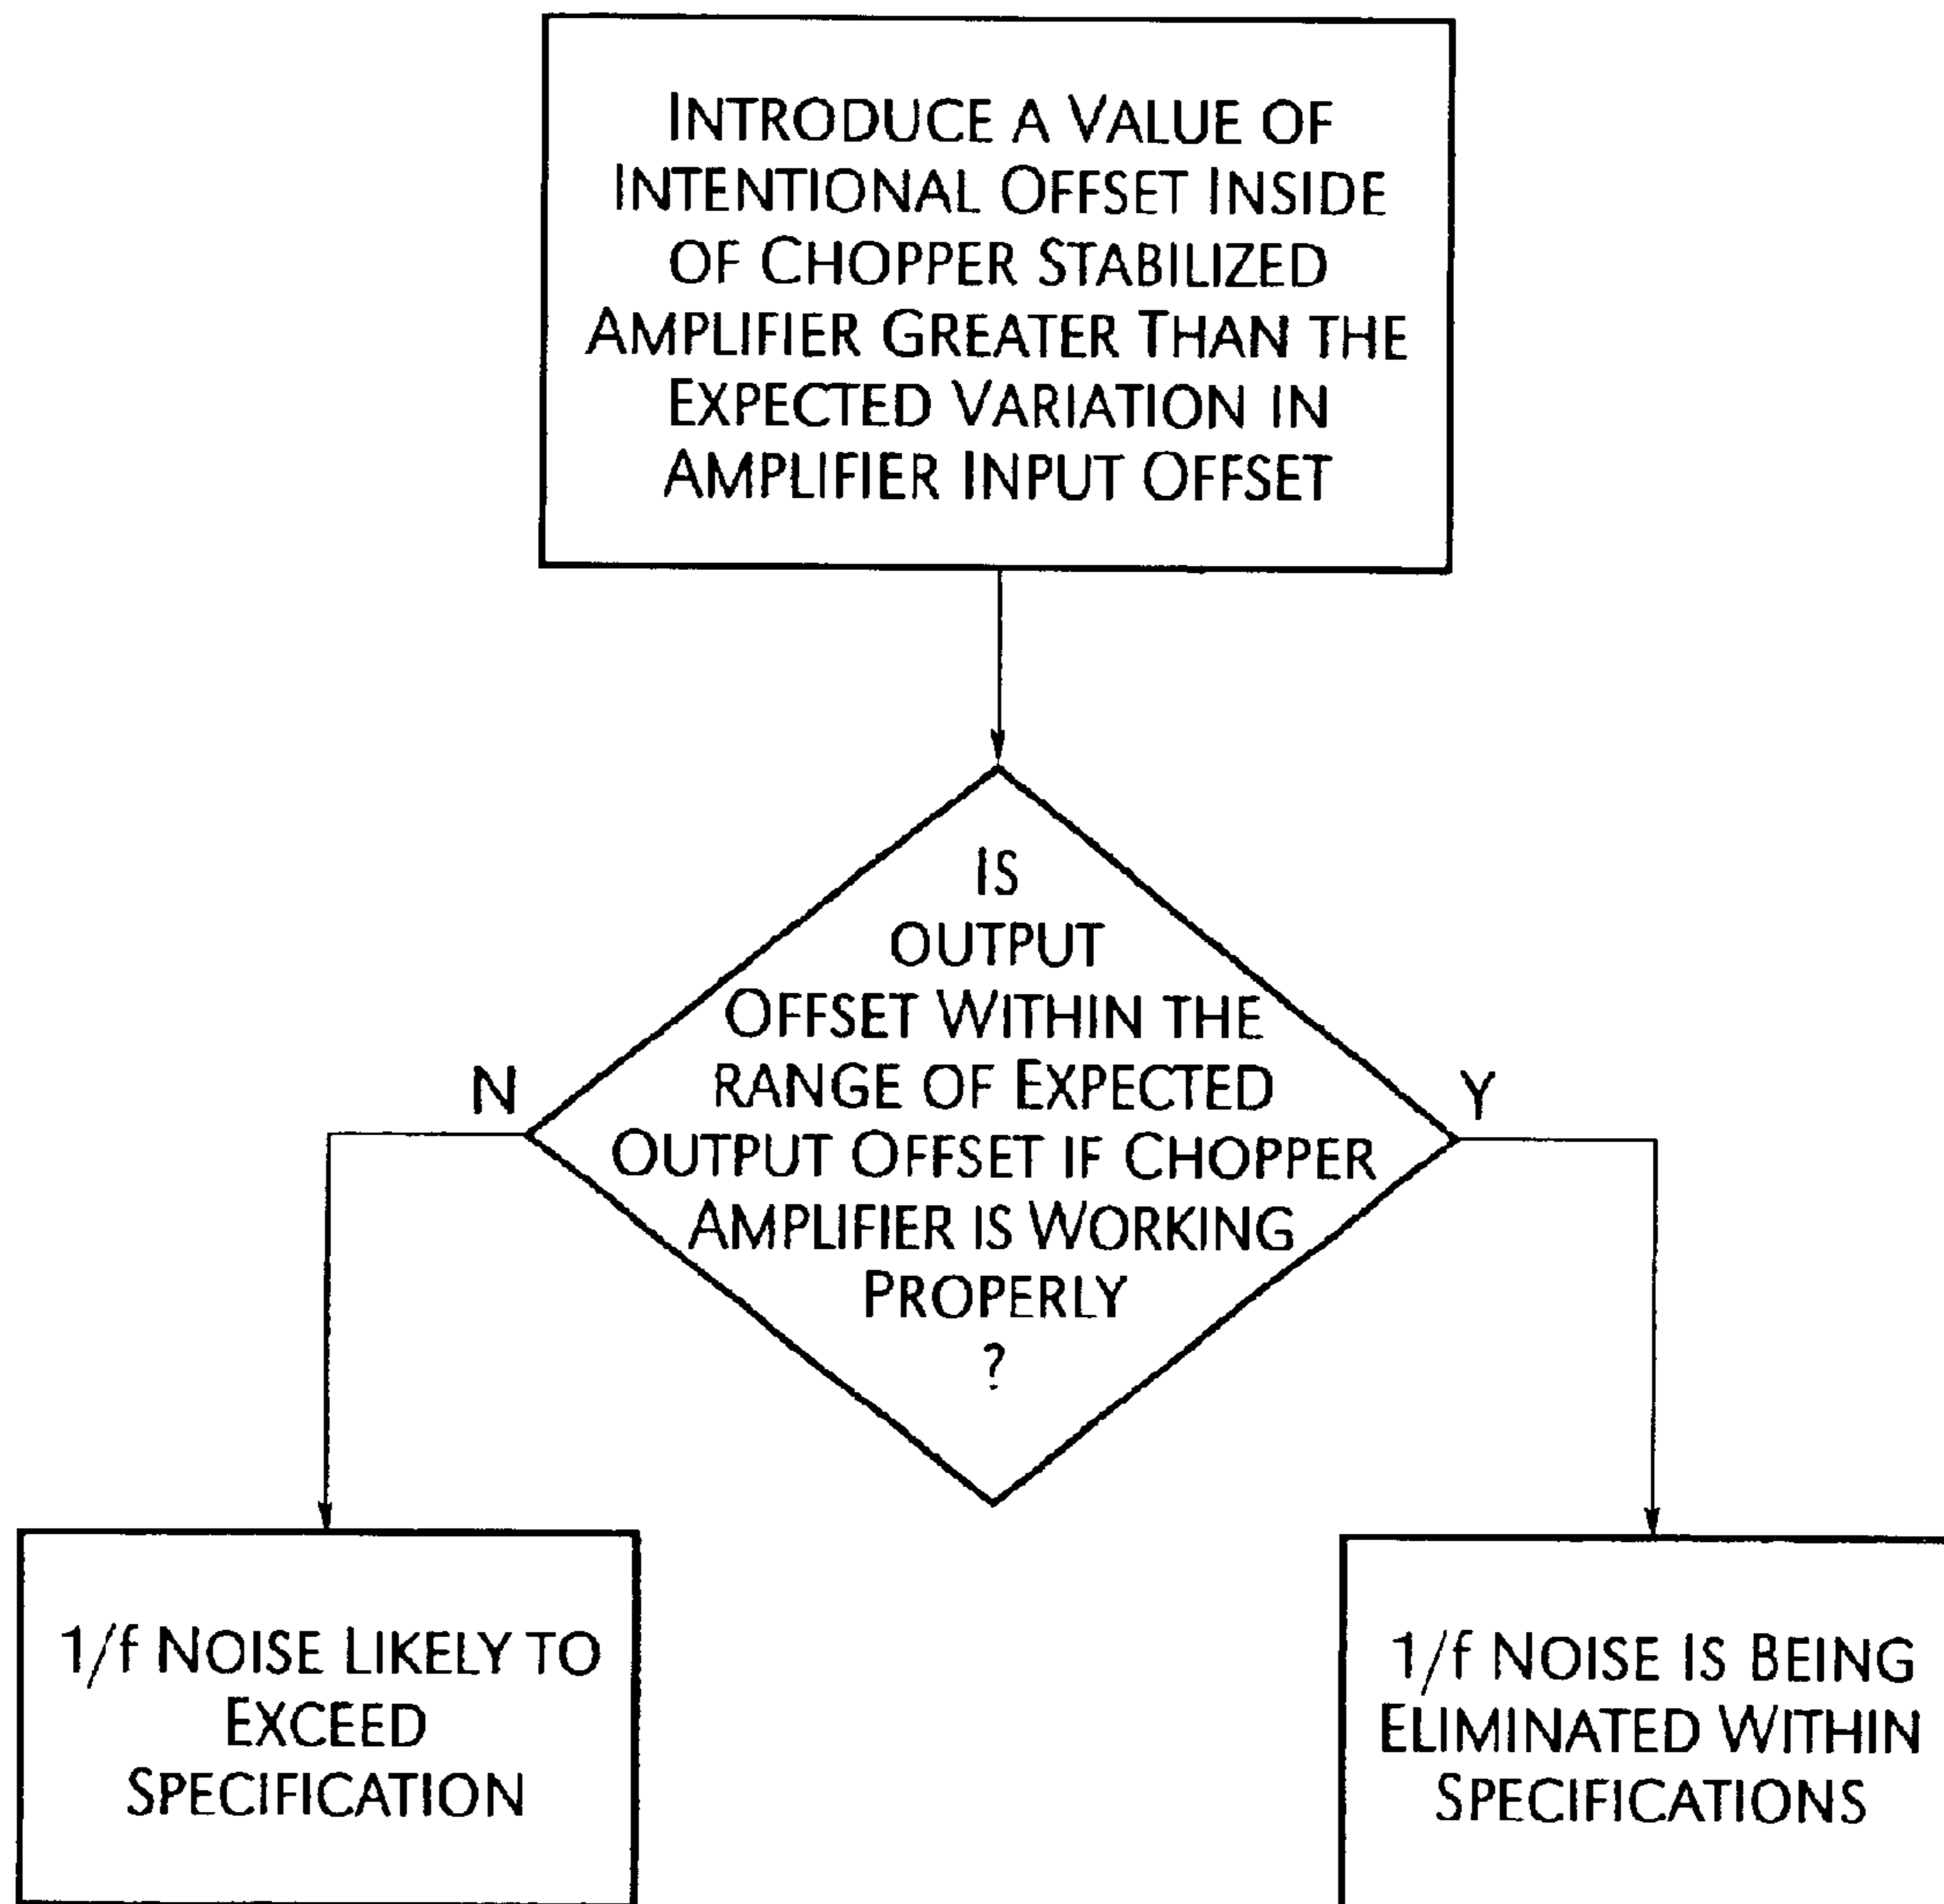 INTRODUCE A VALUE OF
INTENTIONAL OFFSET INSIDE
OF CHOPPER STABILIZED
AMPLIFIER GREATER THAN THE
EXPECTED VARIATION IN
AMPLIFIER INPUT OFFSET
IS
OUTPUT
OFFSET WITHIN THE
RANGE OF EXPECTED
OUTPUT OFFSET IF CHOPPER
AMPLIFIER IS WORKING
PROPERLY
?
N
Y
1/f NOISE LIKELY TO
EXCEED
SPECIFICATION
1/f NOISE IS BEING
ELIMINATED WITHIN
SPECIFICATIONS